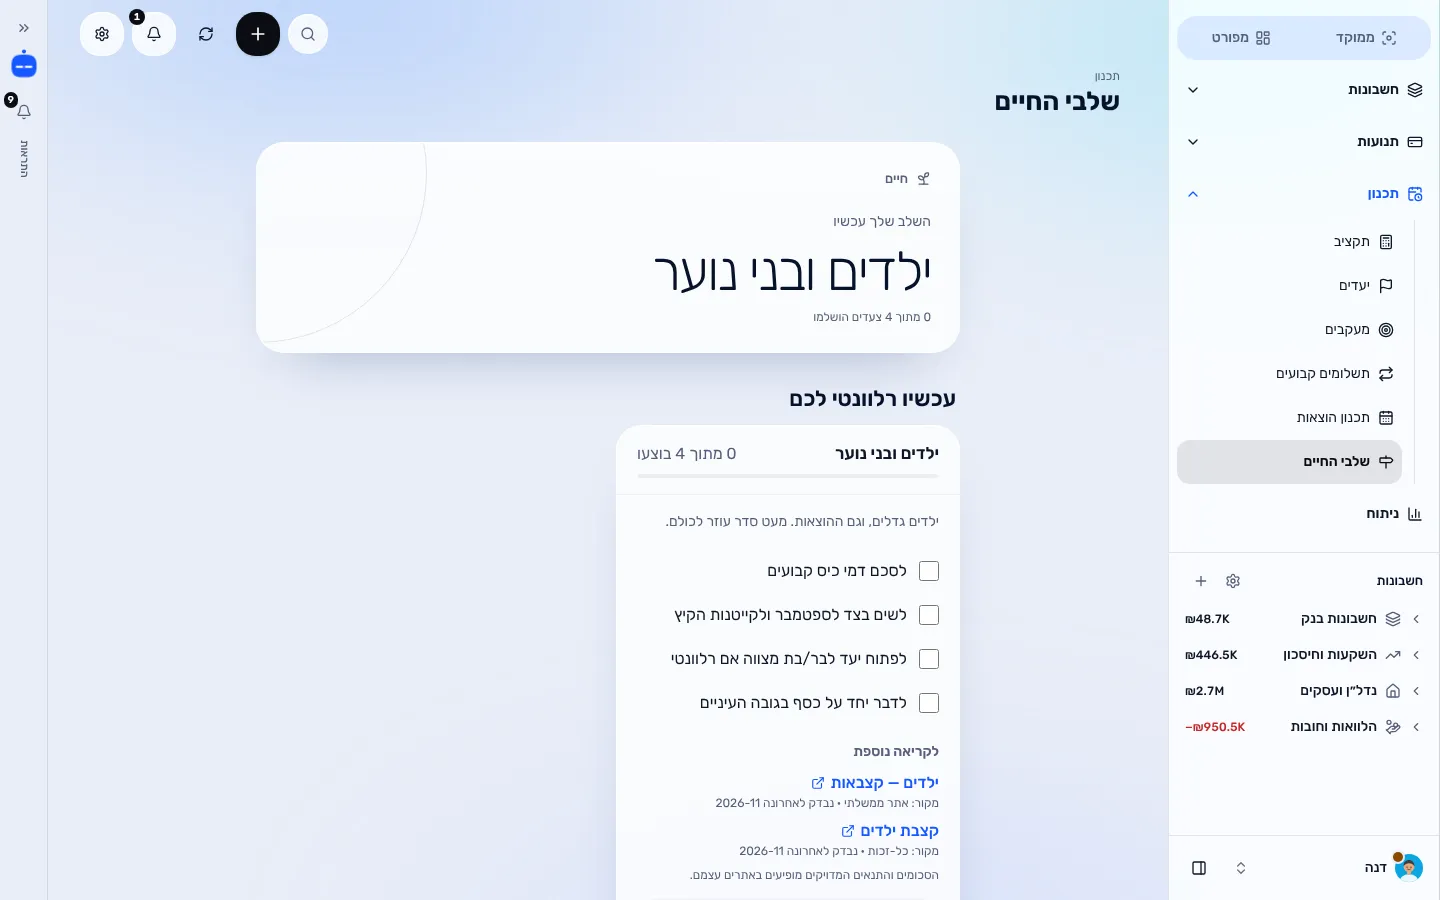 ממוקד
מפורט
חשבונות
תנועות
תכנון
תקציב
יעדים
מעקבים
תשלומים קבועים
תכנון הוצאות
שלבי החיים
ניתוח
חשבונות
חשבונות בנק ₪48.7K
השקעות וחיסכון ₪446.5K
נדל״ן ועסקים ₪2.7M
הלוואות וחובות −₪950.5K
דנה
1
תכנון
שלבי החיים
חיים
השלב שלך עכשיו
ילדים ובני נוער
0 מתוך 4 צעדים הושלמו
עכשיו רלוונטי לכם
ילדים ובני נוער
0 מתוך 4 בוצעו
ילדים גדלים, וגם ההוצאות. מעט סדר עוזר לכולם.
לסכם דמי כיס קבועים
לשים בצד לספטמבר ולקייטנות הקיץ
לפתוח יעד לבר/בת מצווה אם רלוונטי
לדבר יחד על כסף בגובה העיניים
לקריאה נוספת
ילדים — קצבאות
מקור: אתר ממשלתי • נבדק לאחרונה 2026-11
קצבת ילדים
מקור: כל-זכות • נבדק לאחרונה 2026-11
הסכומים והתנאים המדויקים מופיעים באתרים עצמם.
9
התראות